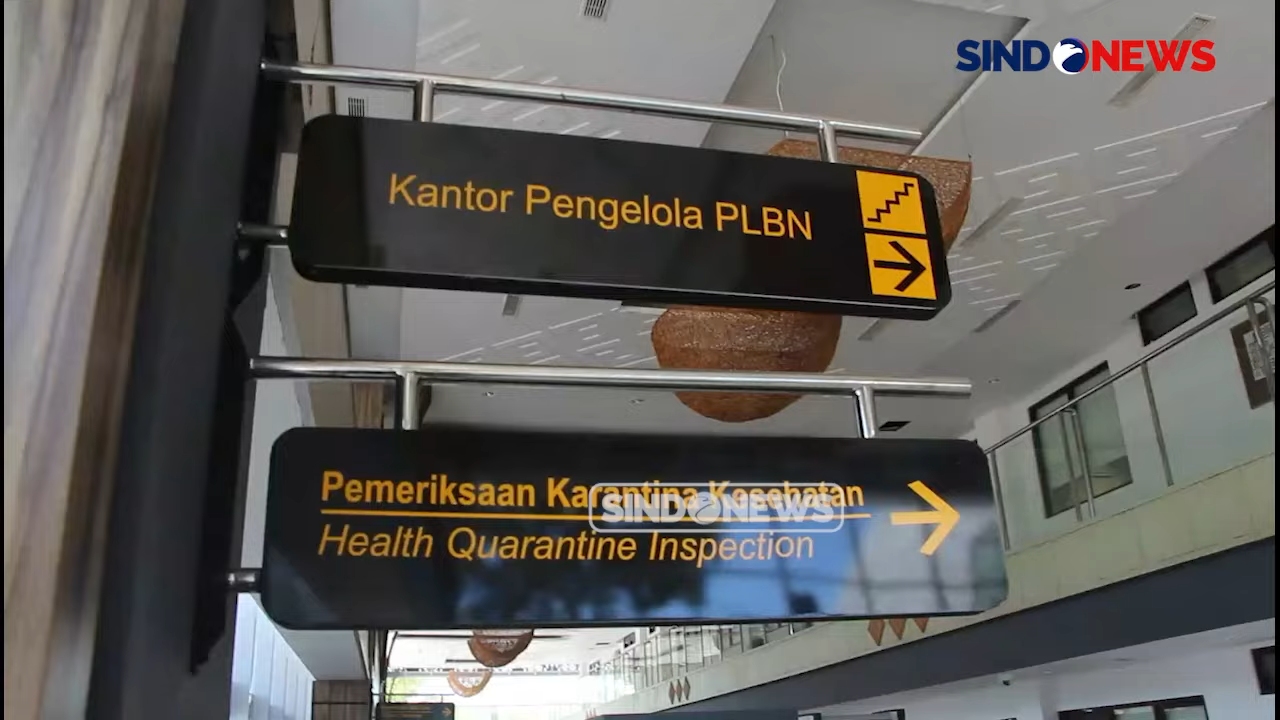 SINDONEWS
Kantor Pengelola PLBN
Pemeriksaan Karantina Kesehatan
SINDONEWS
Health Quarantine Inspection